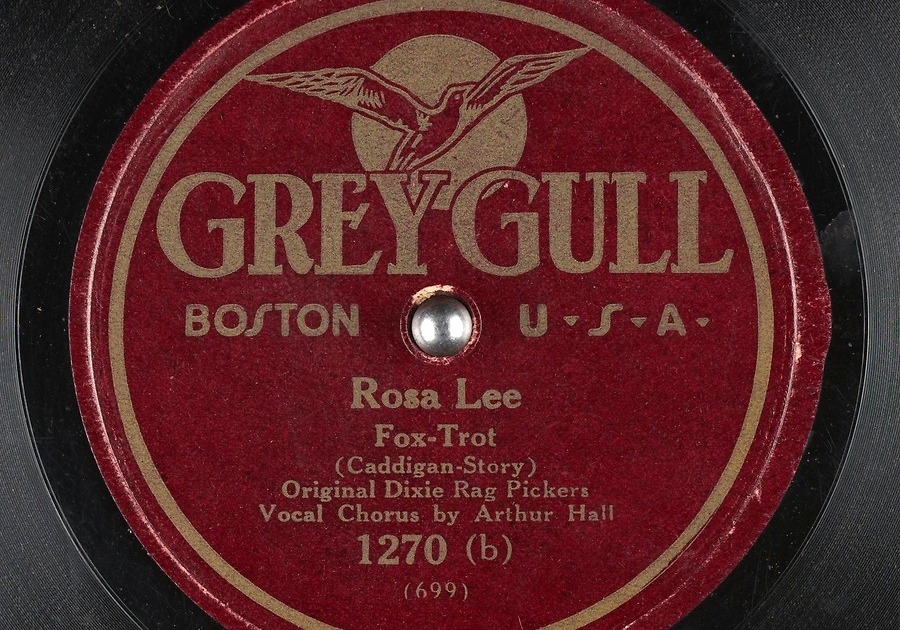 GREY GULL
BOSTON U-S-A-
Rosa Lee
Fox-Trot
(Caddigan-Story)
Original Dixie Rag Pickers
Vocal Chorus by Arthur Hall
1270 (b)
(699)